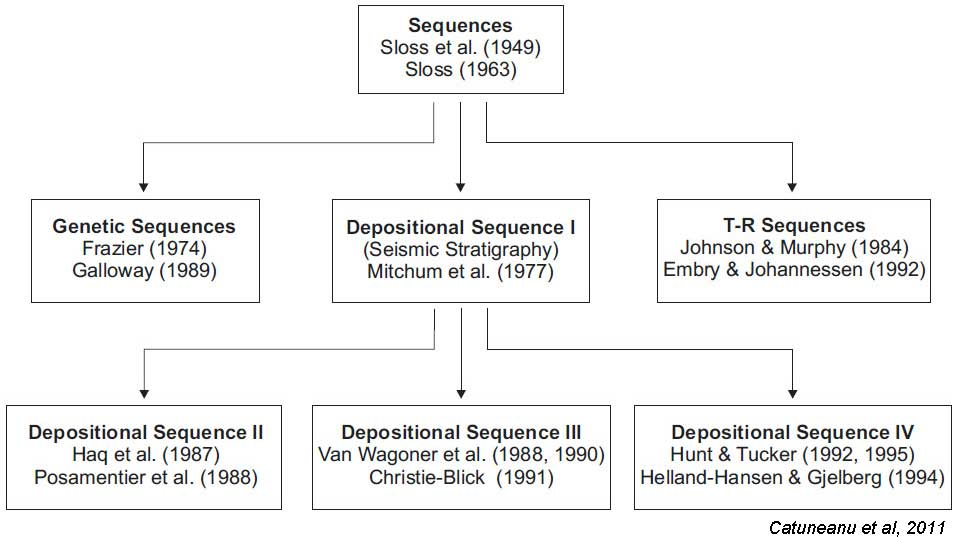 Sequences
Sloss et al. (1949)
Sloss (1963)
Genetic Sequences
Frazier (1974)
Galloway (1989)
Depositional Sequence I
(Seismic Stratigraphy)
Mitchum et al. (1977)
T-R Sequences
Johnson & Murphy (1984)
Embry & Johannessen (1992)
Depositional Sequence II
Haq et al. (1987)
Posamentier et al. (1988)
Depositional Sequence III
Van Wagoner et al. (1988, 1990)
Christie-Blick (1991)
Depositional Sequence IV
Hunt & Tucker (1992, 1995)
Helland-Hansen & Gjelberg (1994)
Catuneanu et al, 2011